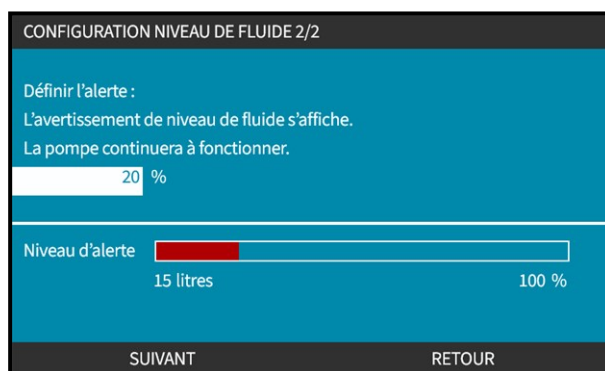 CONFIGURATION NIVEAU DE FLUIDE 2/2
Définir l’alerte :
L’avertissement de niveau de fluide s’affiche.
La pompe continuera à fonctionner.
20 %
Niveau d’alerte
15 litres 100 %
SUIVANT RETOUR